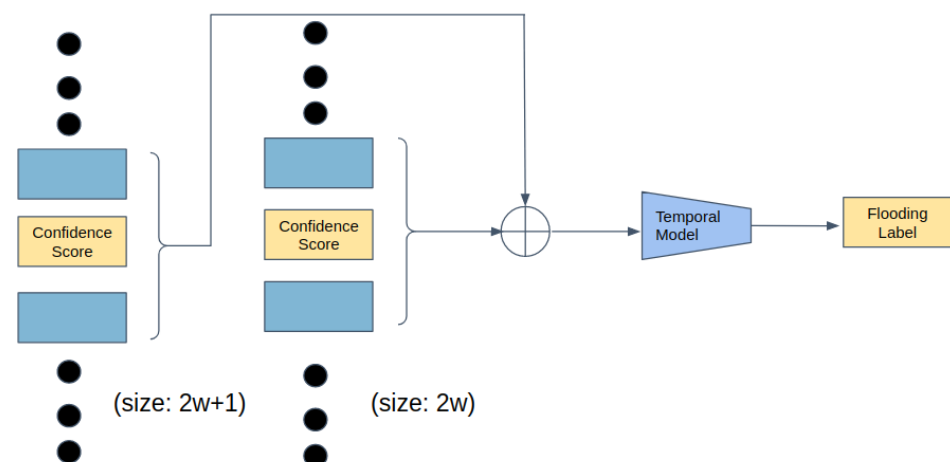 Confidence
Score
(size: 2w+1)
Confidence
Score
(size: 2w)
Temporal
Model
Flooding
Label